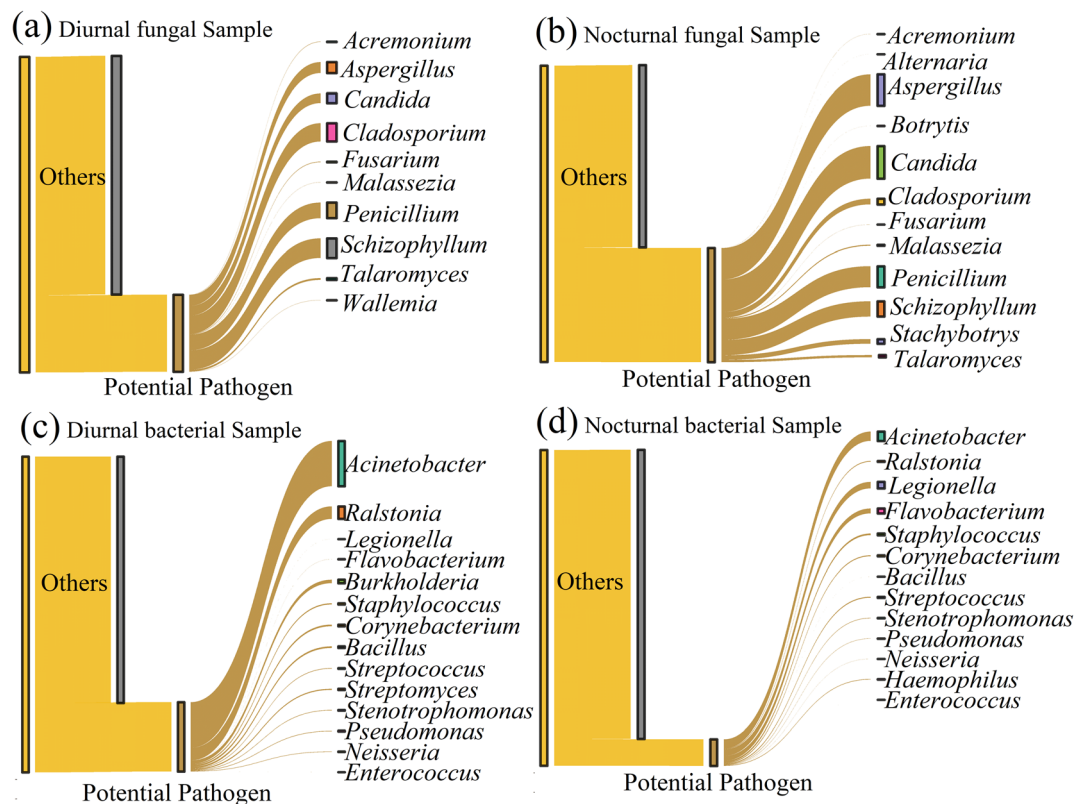 (a) Diurnal fungal Sample
Acremonium
Aspergillus
Candida
Cladosporium
Fusarium
Malassezia
Penicillium
Schizophyllum
Talaromyces
Wallemia
Others
Potential Pathogen
(b) Nocturnal fungal Sample
Acremonium
Alternaria
Aspergillus
Botrytis
Candida
Cladosporium
Fusarium
Malassezia
Penicillium
Schizophyllum
Stachybotrys
Talaromyces
Others
Potential Pathogen
(c) Diurnal bacterial Sample
Acinetobacter
Ralstonia
Legionella
Flavobacterium
Burkholderia
Staphylococcus
Corynebacterium
Bacillus
Streptococcus
Streptomyces
Stenotrophomonas
Pseudomonas
Neisseria
Enterococcus
Others
Potential Pathogen
(d) Nocturnal bacterial Sample
Acinetobacter
Ralstonia
Legionella
Flavobacterium
Staphylococcus
Corynebacterium
Bacillus
Streptococcus
Stenotrophomonas
Pseudomonas
Neisseria
Haemophilus
Enterococcus
Others
Potential Pathogen